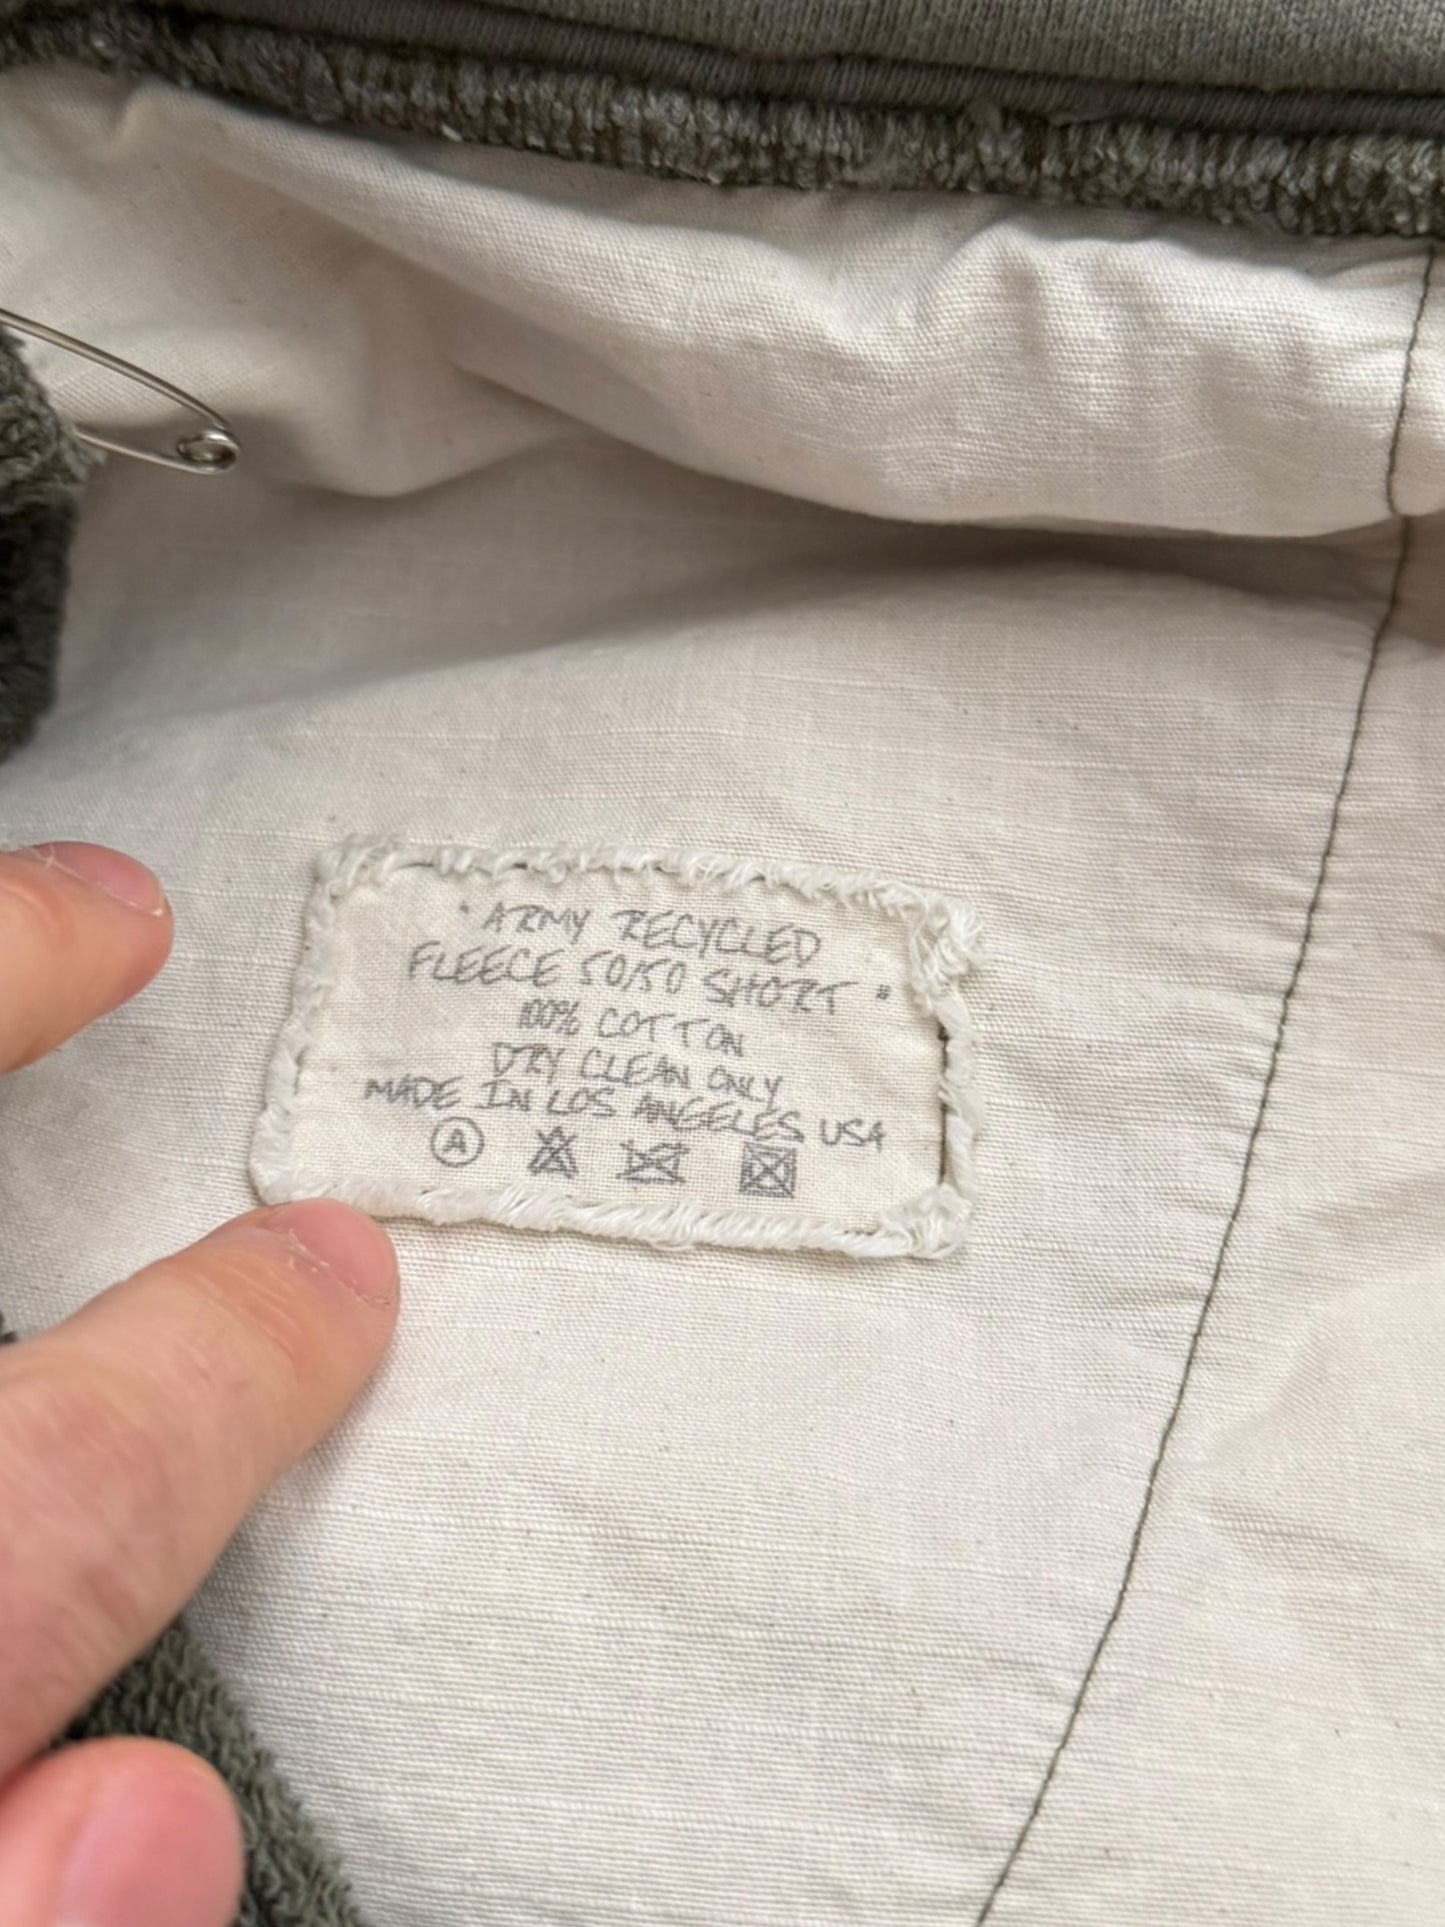 "ARMY RECYCLED
FLEECE 50/50 SHORT"
100% COTTON
DRY CLEAN ONLY
MADE IN LOS ANGELES USA
A